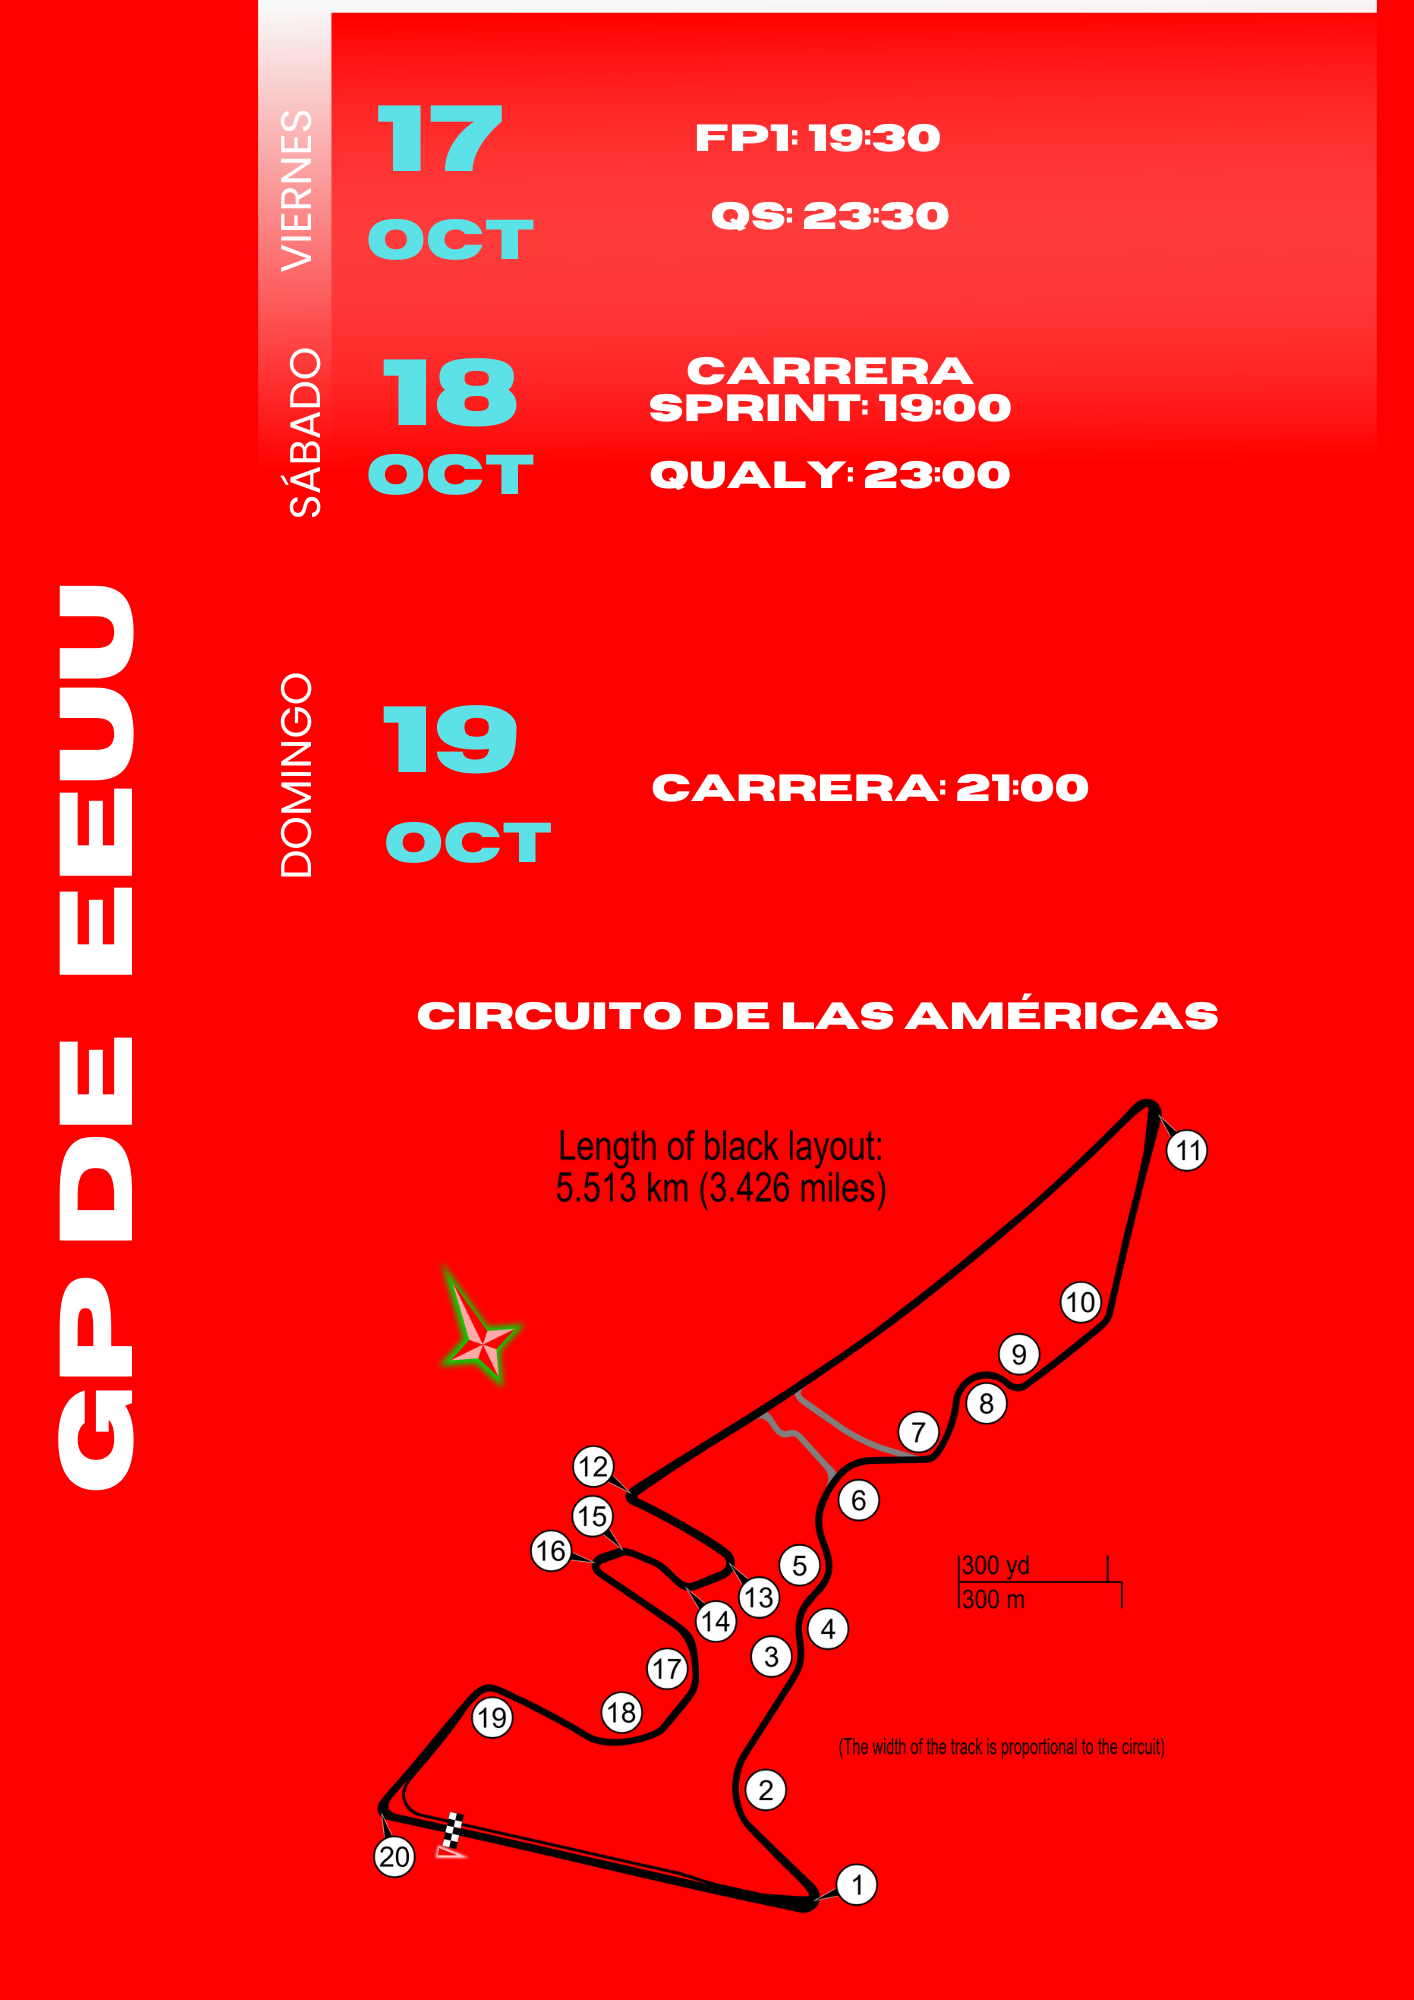 GP DE EEUU
VIERNES
17
OCT
FP1: 19:30
QS: 23:30
SÁBADO
18
OCT
CARRERA
SPRINT: 19:00
QUALY: 23:00
DOMINGO
19
OCT
CARRERA: 21:00
CIRCUITO DE LAS AMÉRICAS
Length of black layout:
5.513 km (3.426 miles)
11
10
9
8
7
12
6
15
16
5
300 yd
300 m
13
14
4
3
17
18
19
(The width of the track is proportional to the circuit)
2
20
1